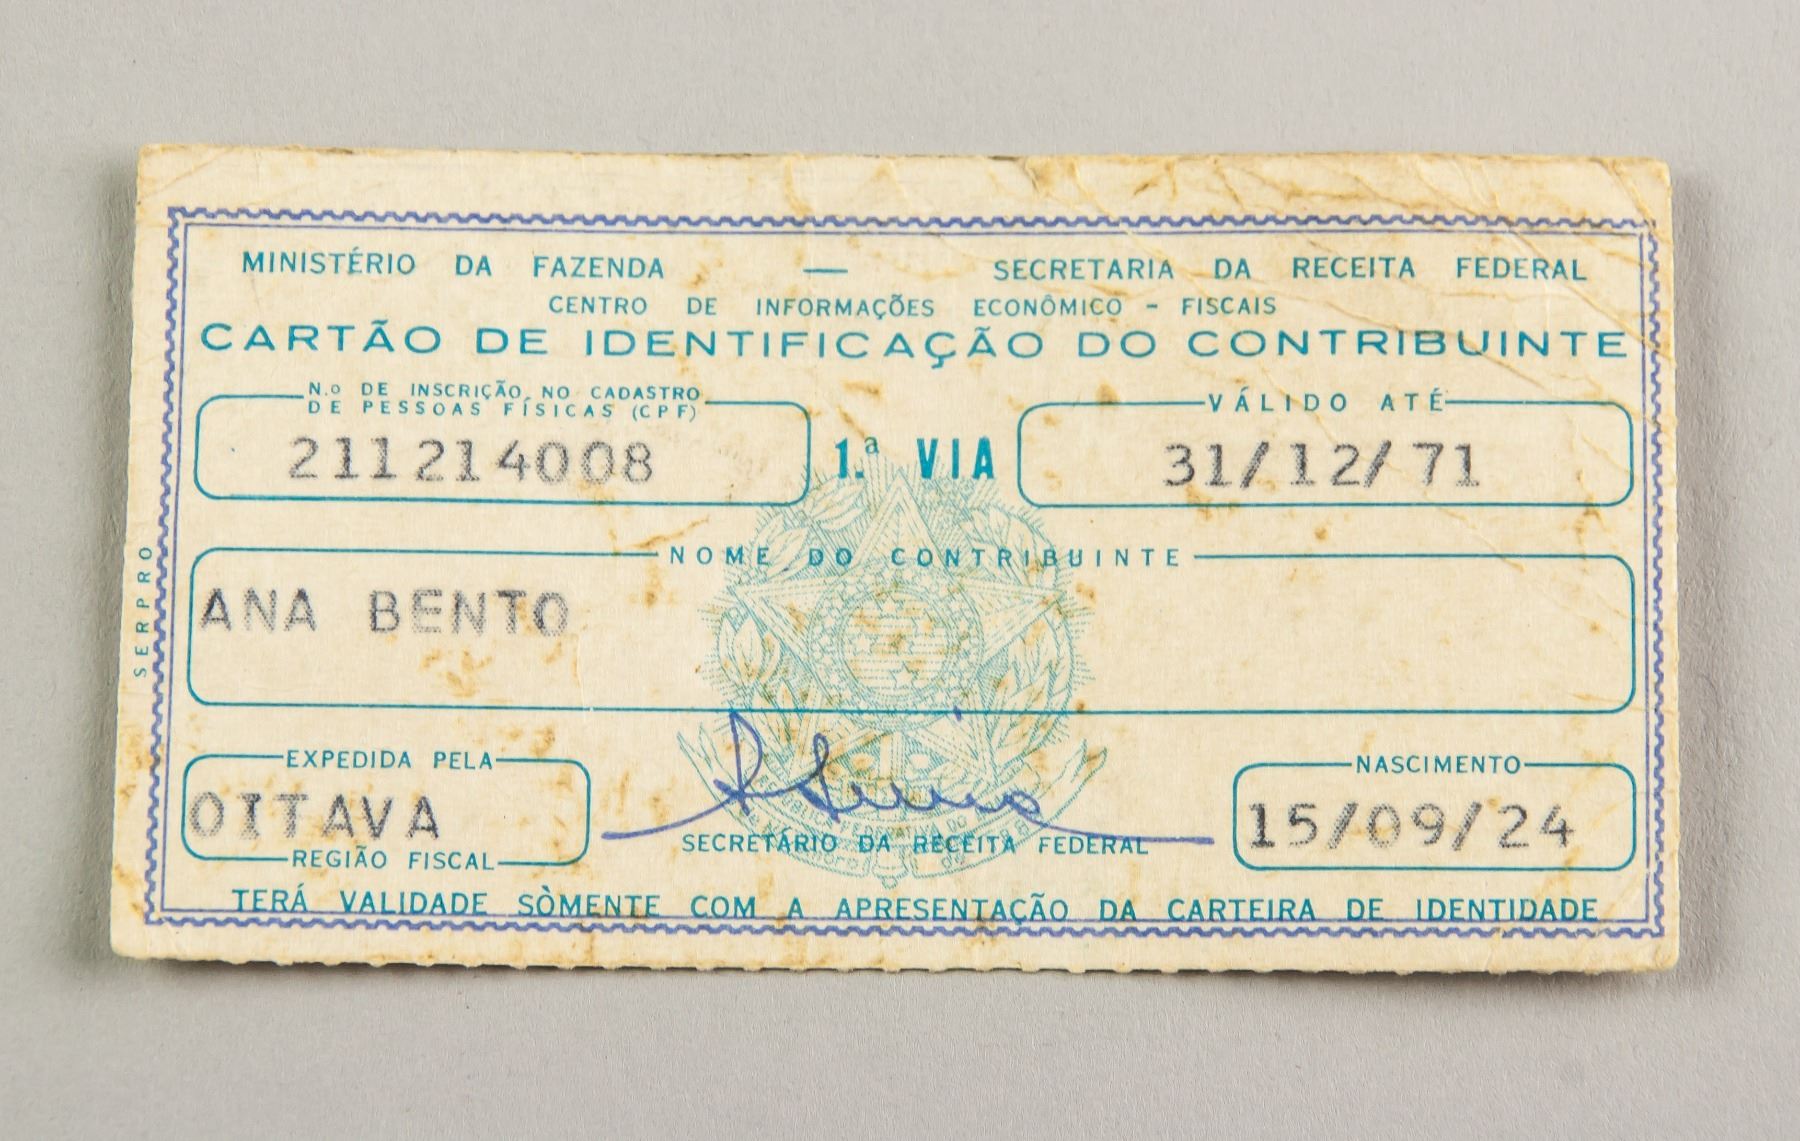 MINISTÉRIO DA FAZENDA — SECRETARIA DA RECEITA FEDERAL
CENTRO DE INFORMAÇÕES ECONÔMICO - FISCAIS
CARTÃO DE IDENTIFICAÇÃO DO CONTRIBUINTE
N.º DE INSCRIÇÃO NO CADASTRO
DE PESSOAS FÍSICAS (CPF)
211214008
1.ª VIA
VÁLIDO ATÉ
31/12/71
NOME DO CONTRIBUINTE
ANA BENTO
SERPRO
EXPEDIDA PELA
OITAVA
REGIÃO FISCAL
SECRETÁRIO DA RECEITA FEDERAL
NASCIMENTO
15/09/24
TERÁ VALIDADE SÒMENTE COM A APRESENTAÇÃO DA CARTEIRA DE IDENTIDADE